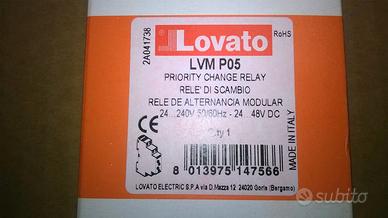 2A041738
Lovato
RoHS
LVM P05
PRIORITY CHANGE RELAY
RELE' DI SCAMBIO
RELE DE ALTERNANCIA MODULAR
24...240V 50/60Hz - 24...48V DC
Qty 1
8 013975 147566
MADE IN ITALY
LOVATO ELECTRIC S.P.A via D.Mazza 12 24020 Gorle (Bergamo)
subito